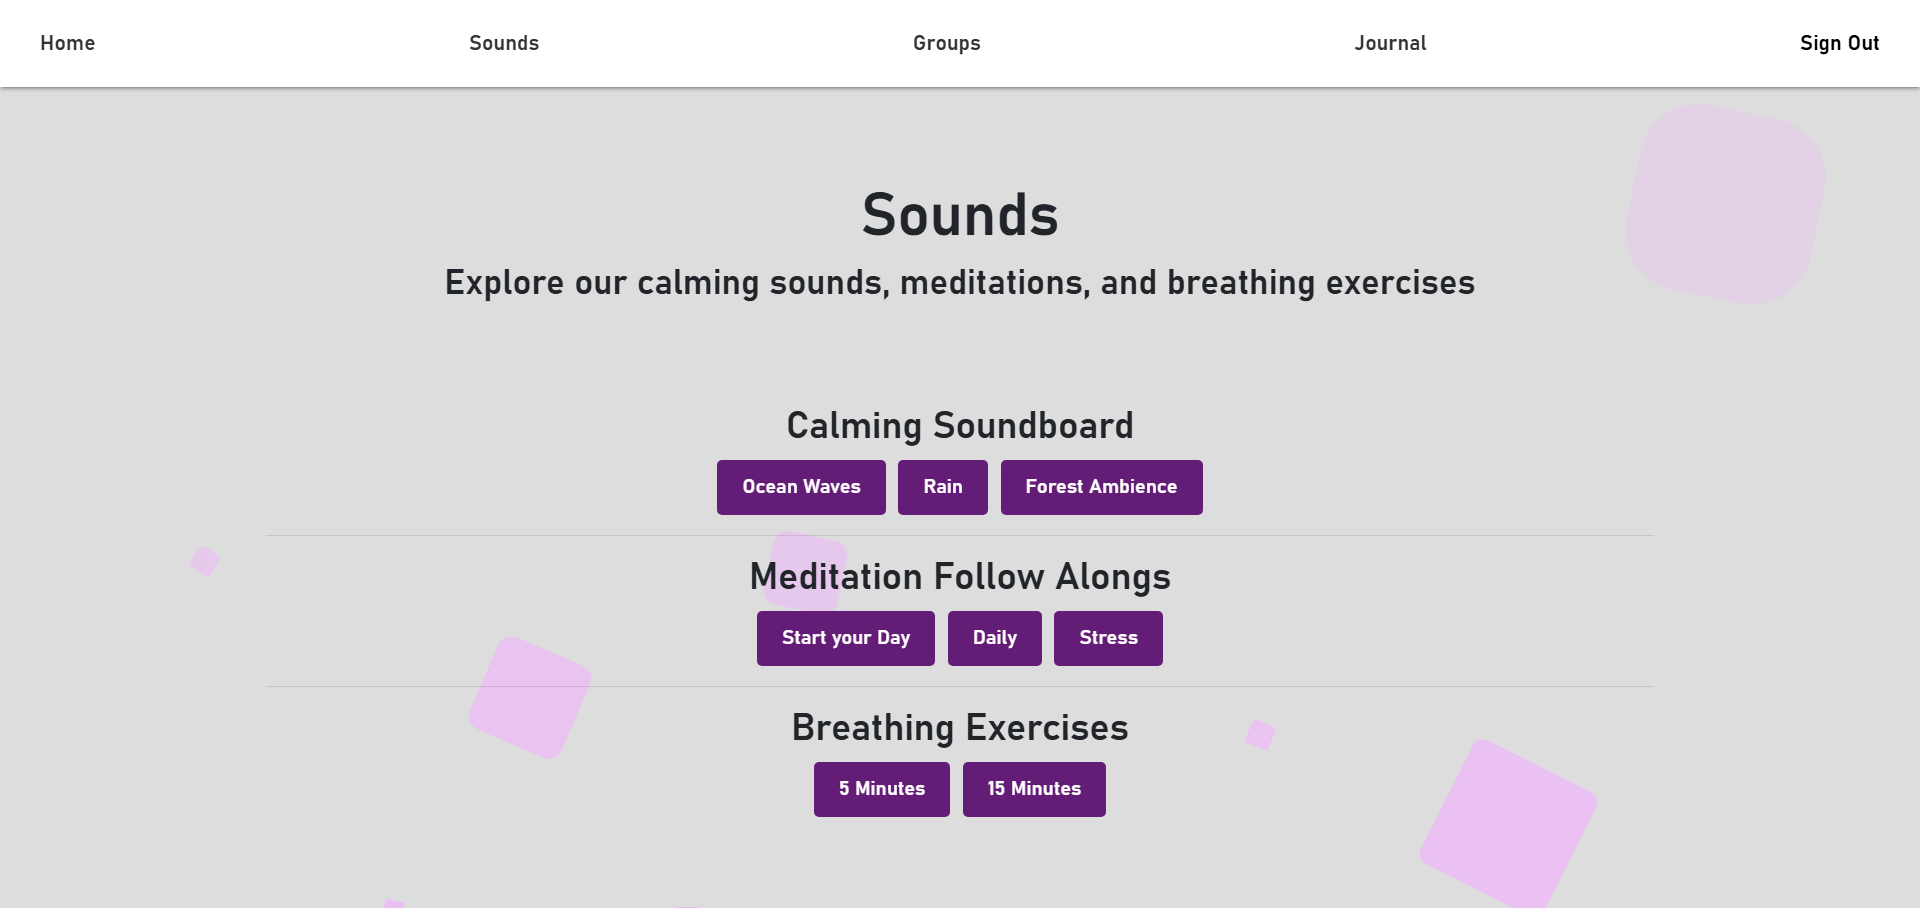 Home Sounds Groups Journal Sign Out
Sounds
Explore our calming sounds, meditations, and breathing exercises
Calming Soundboard
Ocean Waves Rain Forest Ambience
Meditation Follow Alongs
Start your Day Daily Stress
Breathing Exercises
5 Minutes 15 Minutes